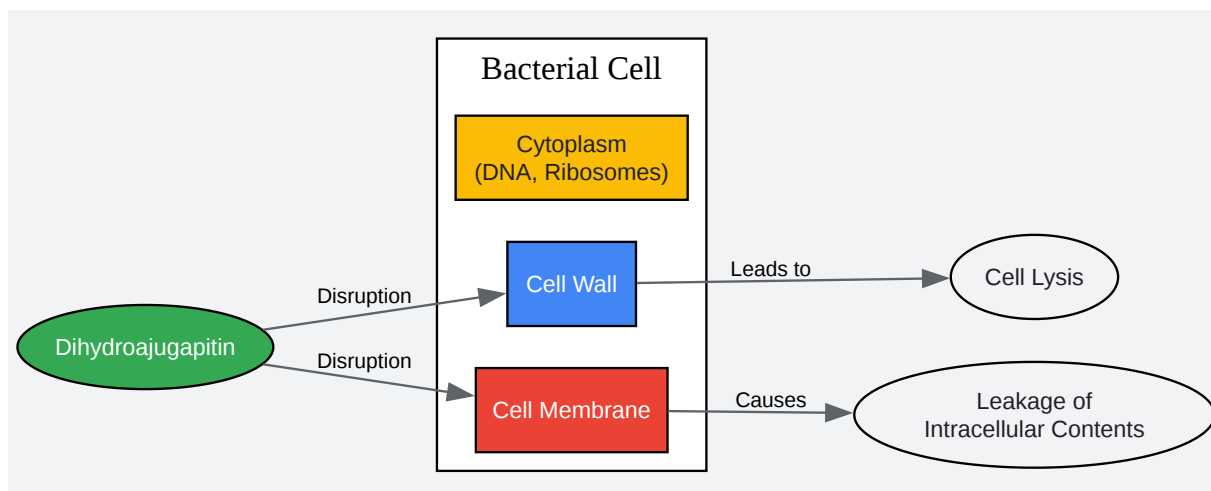 Bacterial Cell
Cytoplasm
(DNA, Ribosomes)
Dihydroajugapitin
Disruption
Disruption
Cell Wall
Cell Membrane
Leads to
Causes
Cell Lysis
Leakage of
Intracellular Contents